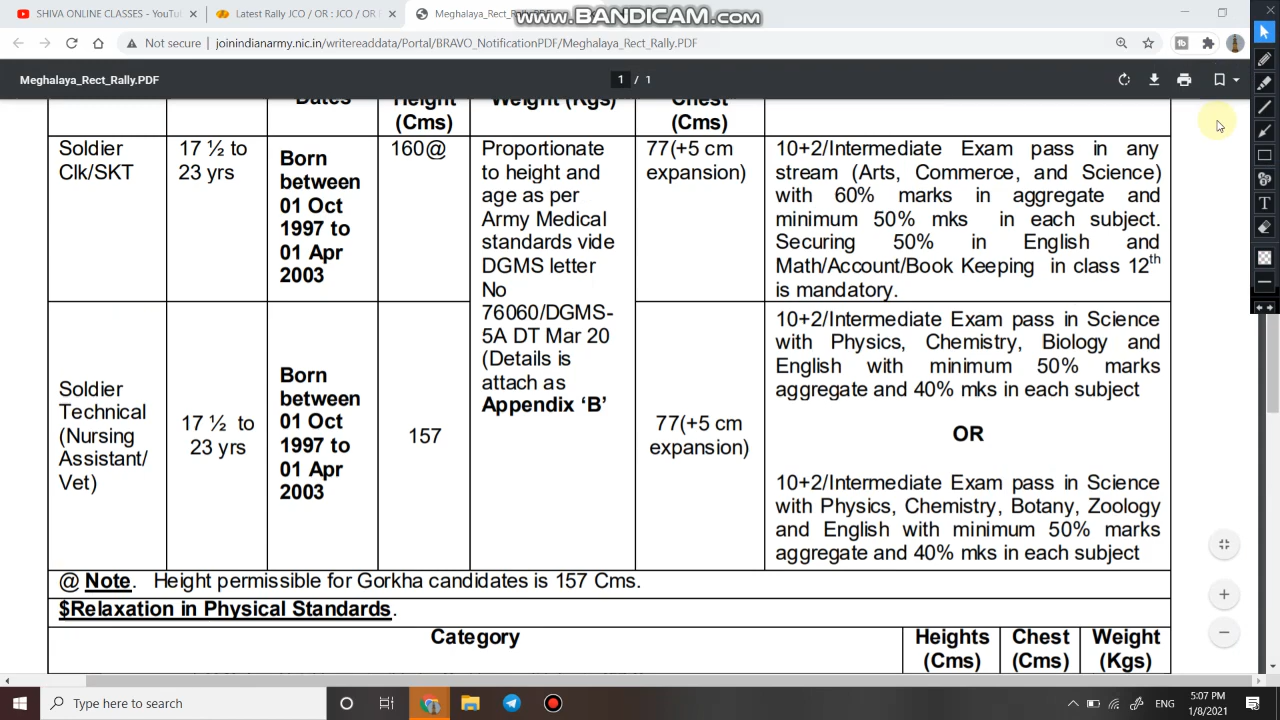 SHIVA ONLINE CLASSES - YouTu
Latest Rally JCO / OR : JCO / OR E
Meghalaya_Rect_Rally.PDF
www.BANDICAM.com
Not secure
joinindianarmy.nic.in/writereaddata/Portal/BRAVO_NotificationPDF/Meghalaya_Rect_Rally.PDF
Meghalaya_Rect_Rally.PDF
1 / 1
Dates
Height
(Cms)
Weight (Kgs)
Chest
(Cms)
Soldier
Clk/SKT
17 ½ to
23 yrs
Born
between
01 Oct
1997 to
01 Apr
2003
160@
Proportionate
to height and
age as per
Army Medical
standards vide
DGMS letter
No
76060/DGMS-
5A DT Mar 20
(Details is
attach as
Appendix ‘B’
77(+5 cm
expansion)
10+2/Intermediate Exam pass in any
stream (Arts, Commerce, and Science)
with 60% marks in aggregate and
minimum 50% mks in each subject.
Securing 50% in English and
Math/Account/Book Keeping in class 12th
is mandatory.
Soldier
Technical
(Nursing
Assistant/
Vet)
17 ½ to
23 yrs
Born
between
01 Oct
1997 to
01 Apr
2003
157
77(+5 cm
expansion)
10+2/Intermediate Exam pass in Science
with Physics, Chemistry, Biology and
English with minimum 50% marks
aggregate and 40% mks in each subject
OR
10+2/Intermediate Exam pass in Science
with Physics, Chemistry, Botany, Zoology
and English with minimum 50% marks
aggregate and 40% mks in each subject
@ Note. Height permissible for Gorkha candidates is 157 Cms.
$Relaxation in Physical Standards.
Category
Heights
(Cms)
Chest
(Cms)
Weight
(Kgs)
Type here to search
ENG
5:07 PM
1/8/2021